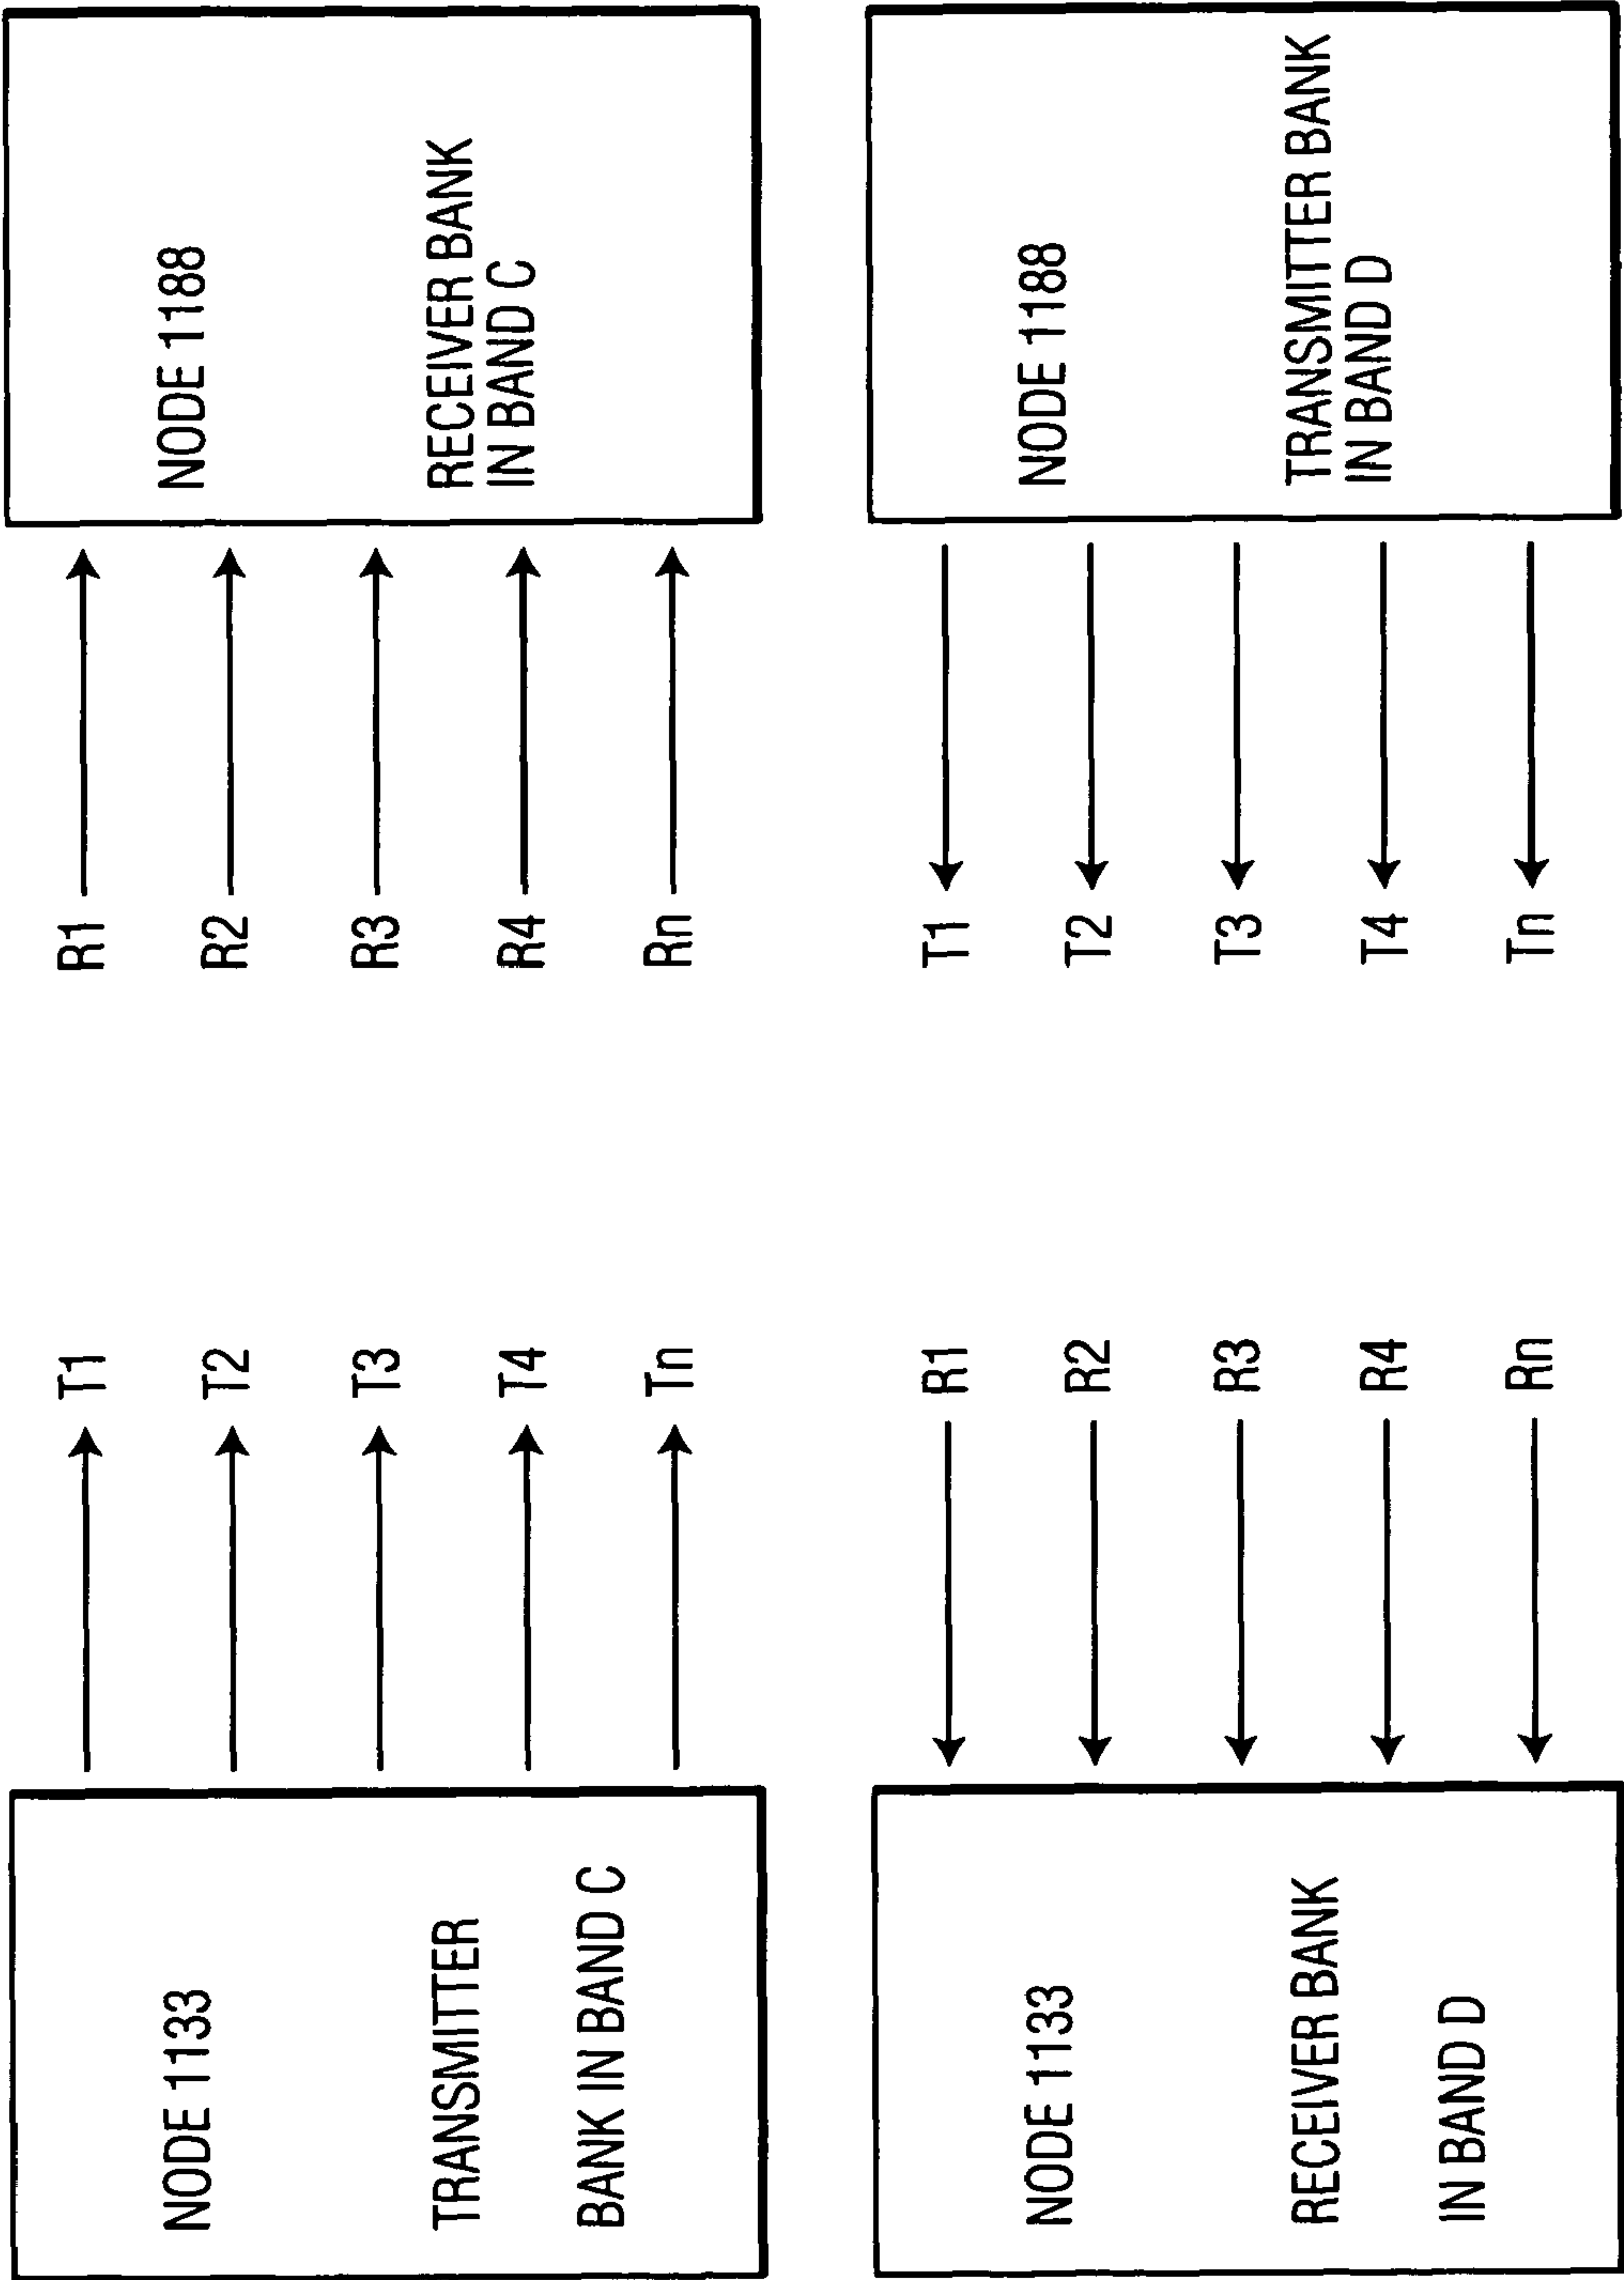 NODE 1133
TRANSMITTER
BANK IN BAND C
T1
T2
T3
T4
Tn
R1
R2
R3
R4
Rn
NODE 1188
RECEIVER BANK
IN BAND C
NODE 1133
RECEIVER BANK
IN BAND D
R1
R2
R3
R4
Rn
T1
T2
T3
T4
Tn
NODE 1188
TRANSMITTER BANK
IN BAND D